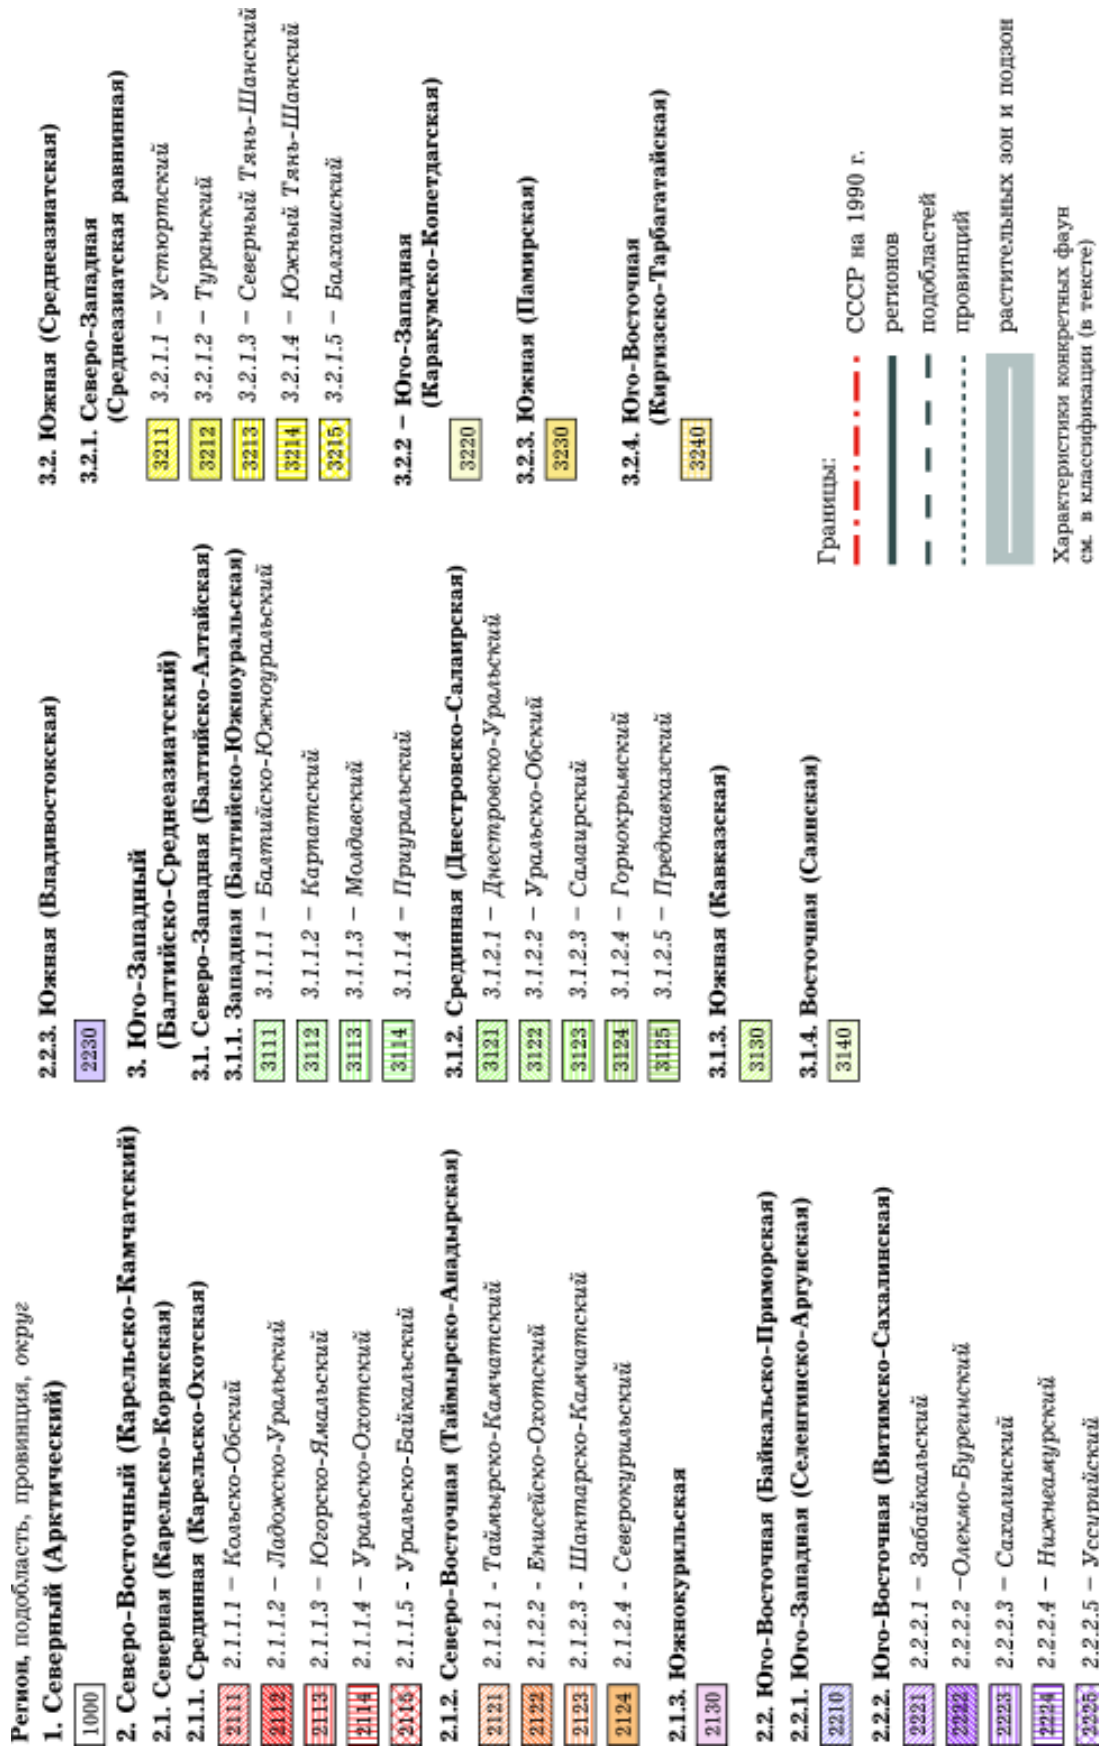 Регион, подобласть, провинция, округ
1. Северный (Арктический)
1000
2. Северо-Восточный (Карельско-Камчатский)
2.1. Северная (Карельско-Корякская)
2.1.1. Срединная (Карельско-Охотская)
2111 2.1.1.1 – Кольско-Обский
2112 2.1.1.2 – Ладожско-Уральский
2113 2.1.1.3 – Югорско-Ямальский
2114 2.1.1.4 – Уральско-Охотский
2115 2.1.1.5 - Уральско-Байкальский
2.1.2. Северо-Восточная (Таймырско-Анадырская)
2121 2.1.2.1 - Таймырско-Камчатский
2122 2.1.2.2 - Енисейско-Охотский
2123 2.1.2.3 - Шантарско-Камчатский
2124 2.1.2.4 - Северокурильский
2.1.3. Южнокурильская
2130
2.2. Юго-Восточная (Байкальско-Приморская)
2.2.1. Юго-Западная (Селенгинско-Аргунская)
2210
2.2.2. Юго-Восточная (Витимско-Сахалинская)
2221 2.2.2.1 – Забайкальский
2222 2.2.2.2 –Олекмо-Буреинский
2223 2.2.2.3 – Сахалинский
2224 2.2.2.4 – Нижнеамурский
2225 2.2.2.5 – Уссурийский
2.2.3. Южная (Владивостокская)
2230
3. Юго-Западный
(Балтийско-Среднеазиатский)
3.1. Северо-Западная (Балтийско-Алтайская)
3.1.1. Западная (Балтийско-Южноуральская)
3111 3.1.1.1 – Балтийско-Южноуральский
3112 3.1.1.2 – Карпатский
3113 3.1.1.3 – Молдавский
3114 3.1.1.4 – Приуральский
3.1.2. Срединная (Днестровско-Салаирская)
3121 3.1.2.1 – Днестровско-Уральский
3122 3.1.2.2 – Уральско-Обский
3123 3.1.2.3 – Салаирский
3124 3.1.2.4 – Горнокрымский
3125 3.1.2.5 – Предкавказский
3.1.3. Южная (Кавказская)
3130
3.1.4. Восточная (Саянская)
3140
3.2. Южная (Среднеазиатская)
3.2.1. Северо-Западная
(Среднеазиатская равнинная)
3211 3.2.1.1 – Устюртский
3212 3.2.1.2 – Туранский
3213 3.2.1.3 – Северный Тянь-Шанский
3214 3.2.1.4 – Южный Тянь-Шанский
3215 3.2.1.5 – Балхашский
3.2.2 – Юго-Западная
(Каракумско-Копетдагская)
3220
3.2.3. Южная (Памирская)
3230
3.2.4. Юго-Восточная
(Киргизско-Тарбагатайская)
3240
Границы:
СССР на 1990 г.
регионов
подобластей
провинций
растительных зон и подзон
Характеристики конкретных фаун
см. в классификации (в тексте)